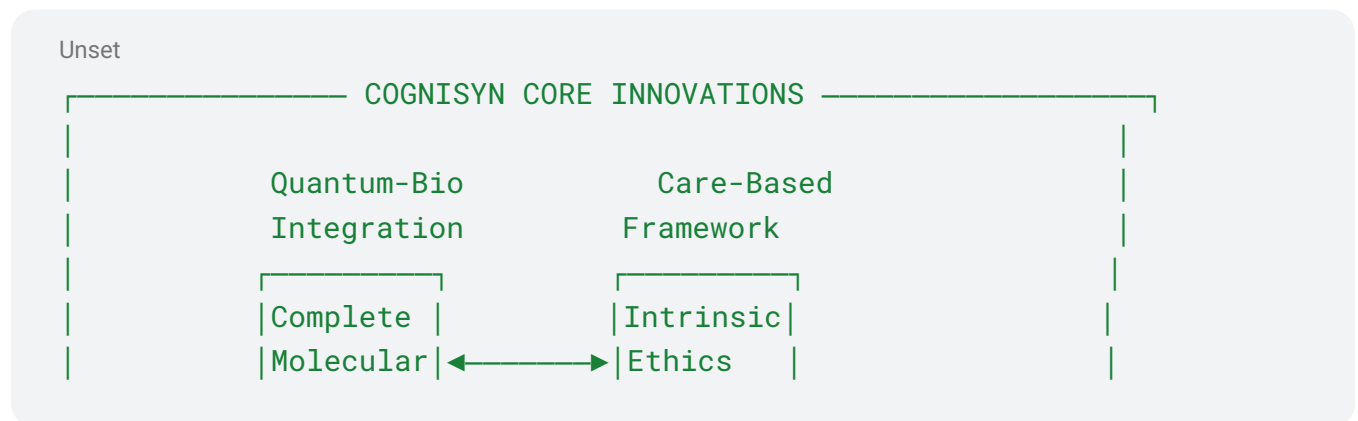 Unset
┌─────────────── COGNISYN CORE INNOVATIONS ──────────────────┐
│                                                          │
│           Quantum-Bio           Care-Based                │
│           Integration         Framework                   │
│          ┌─────────┐         ┌─────────┐                 │
│          │Complete │         │Intrinsic│                 │
│          │Molecular│◄───────►│Ethics   │                 │